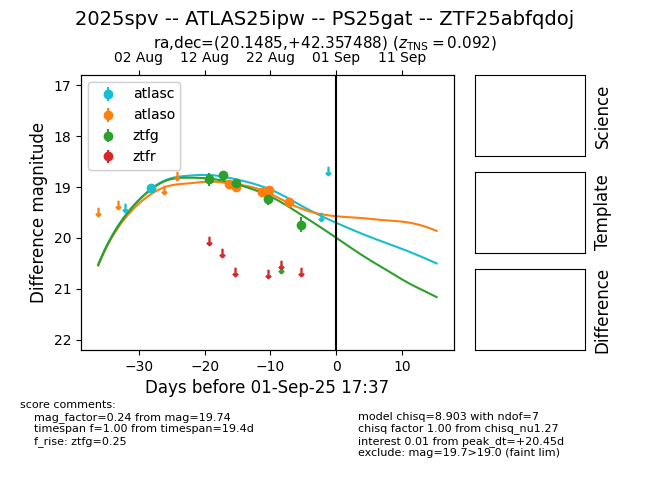 2025spv -- ATLAS25ipw -- PS25gat -- ZTF25abfqdoj
ra,dec=(20.1485,+42.357488) (zTNS = 0.092)
02 Aug 12 Aug 22 Aug 01 Sep 11 Sep
atlasc
atlaso
ztfg
ztfr
17
18
19
20
21
22
Difference magnitude
−30 −20 −10 0 10
Days before 01-Sep-25 17:37
Science
Template
Difference
score comments:
mag_factor=0.24 from mag=19.74
timespan f=1.00 from timespan=19.4d
f_rise: ztfg=0.25
model chisq=8.903 with ndof=7
chisq factor 1.00 from chisq_nu1.27
interest 0.01 from peak_dt=+20.45d
exclude: mag=19.7>19.0 (faint lim)